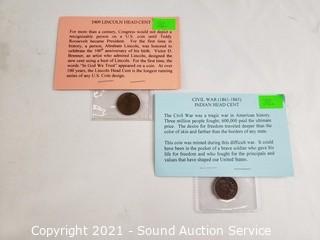 1909 LINCOLN HEAD CENT
For more than a century, Congress would not depict a
recognizable person on a U.S. coin until Teddy
Roosevelt became President. For the first time in
history, a person, Abraham Lincoln, was honored to
celebrate the 100th anniversary of his birth. Victor D.
Brenner, an artist who admired Lincoln, designed the
new cent using a bust of Lincoln. For the first time, the
words "In God We Trust" appeared on a coin. At over
100 years, the Lincoln Head Cent is the longest running
series of any U.S. Coin design.
CIVIL WAR (1861-1865)
INDIAN HEAD CENT
The Civil War was a tragic war in American history.
Three million people fought, 600,000 paid the ultimate
price. The desire for freedom traveled deeper than the
color of skin and farther than the borders of any state.
This coin was minted during this difficult war. It could
have been in the pocket of a brave soldier who gave his
life for freedom and who fought for the principals and
values that have shaped our United States.
Copyright 2021 - Sound Auction Service